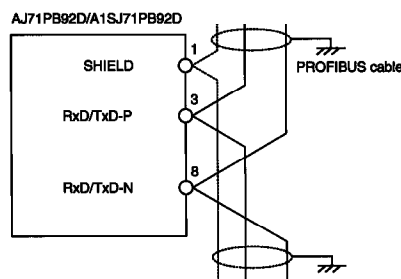 AJ71PB92D/A1SJ71PB92D
1
SHIELD
PROFIBUS cable
3
RxD/TxD-P
8
RxD/TxD-N